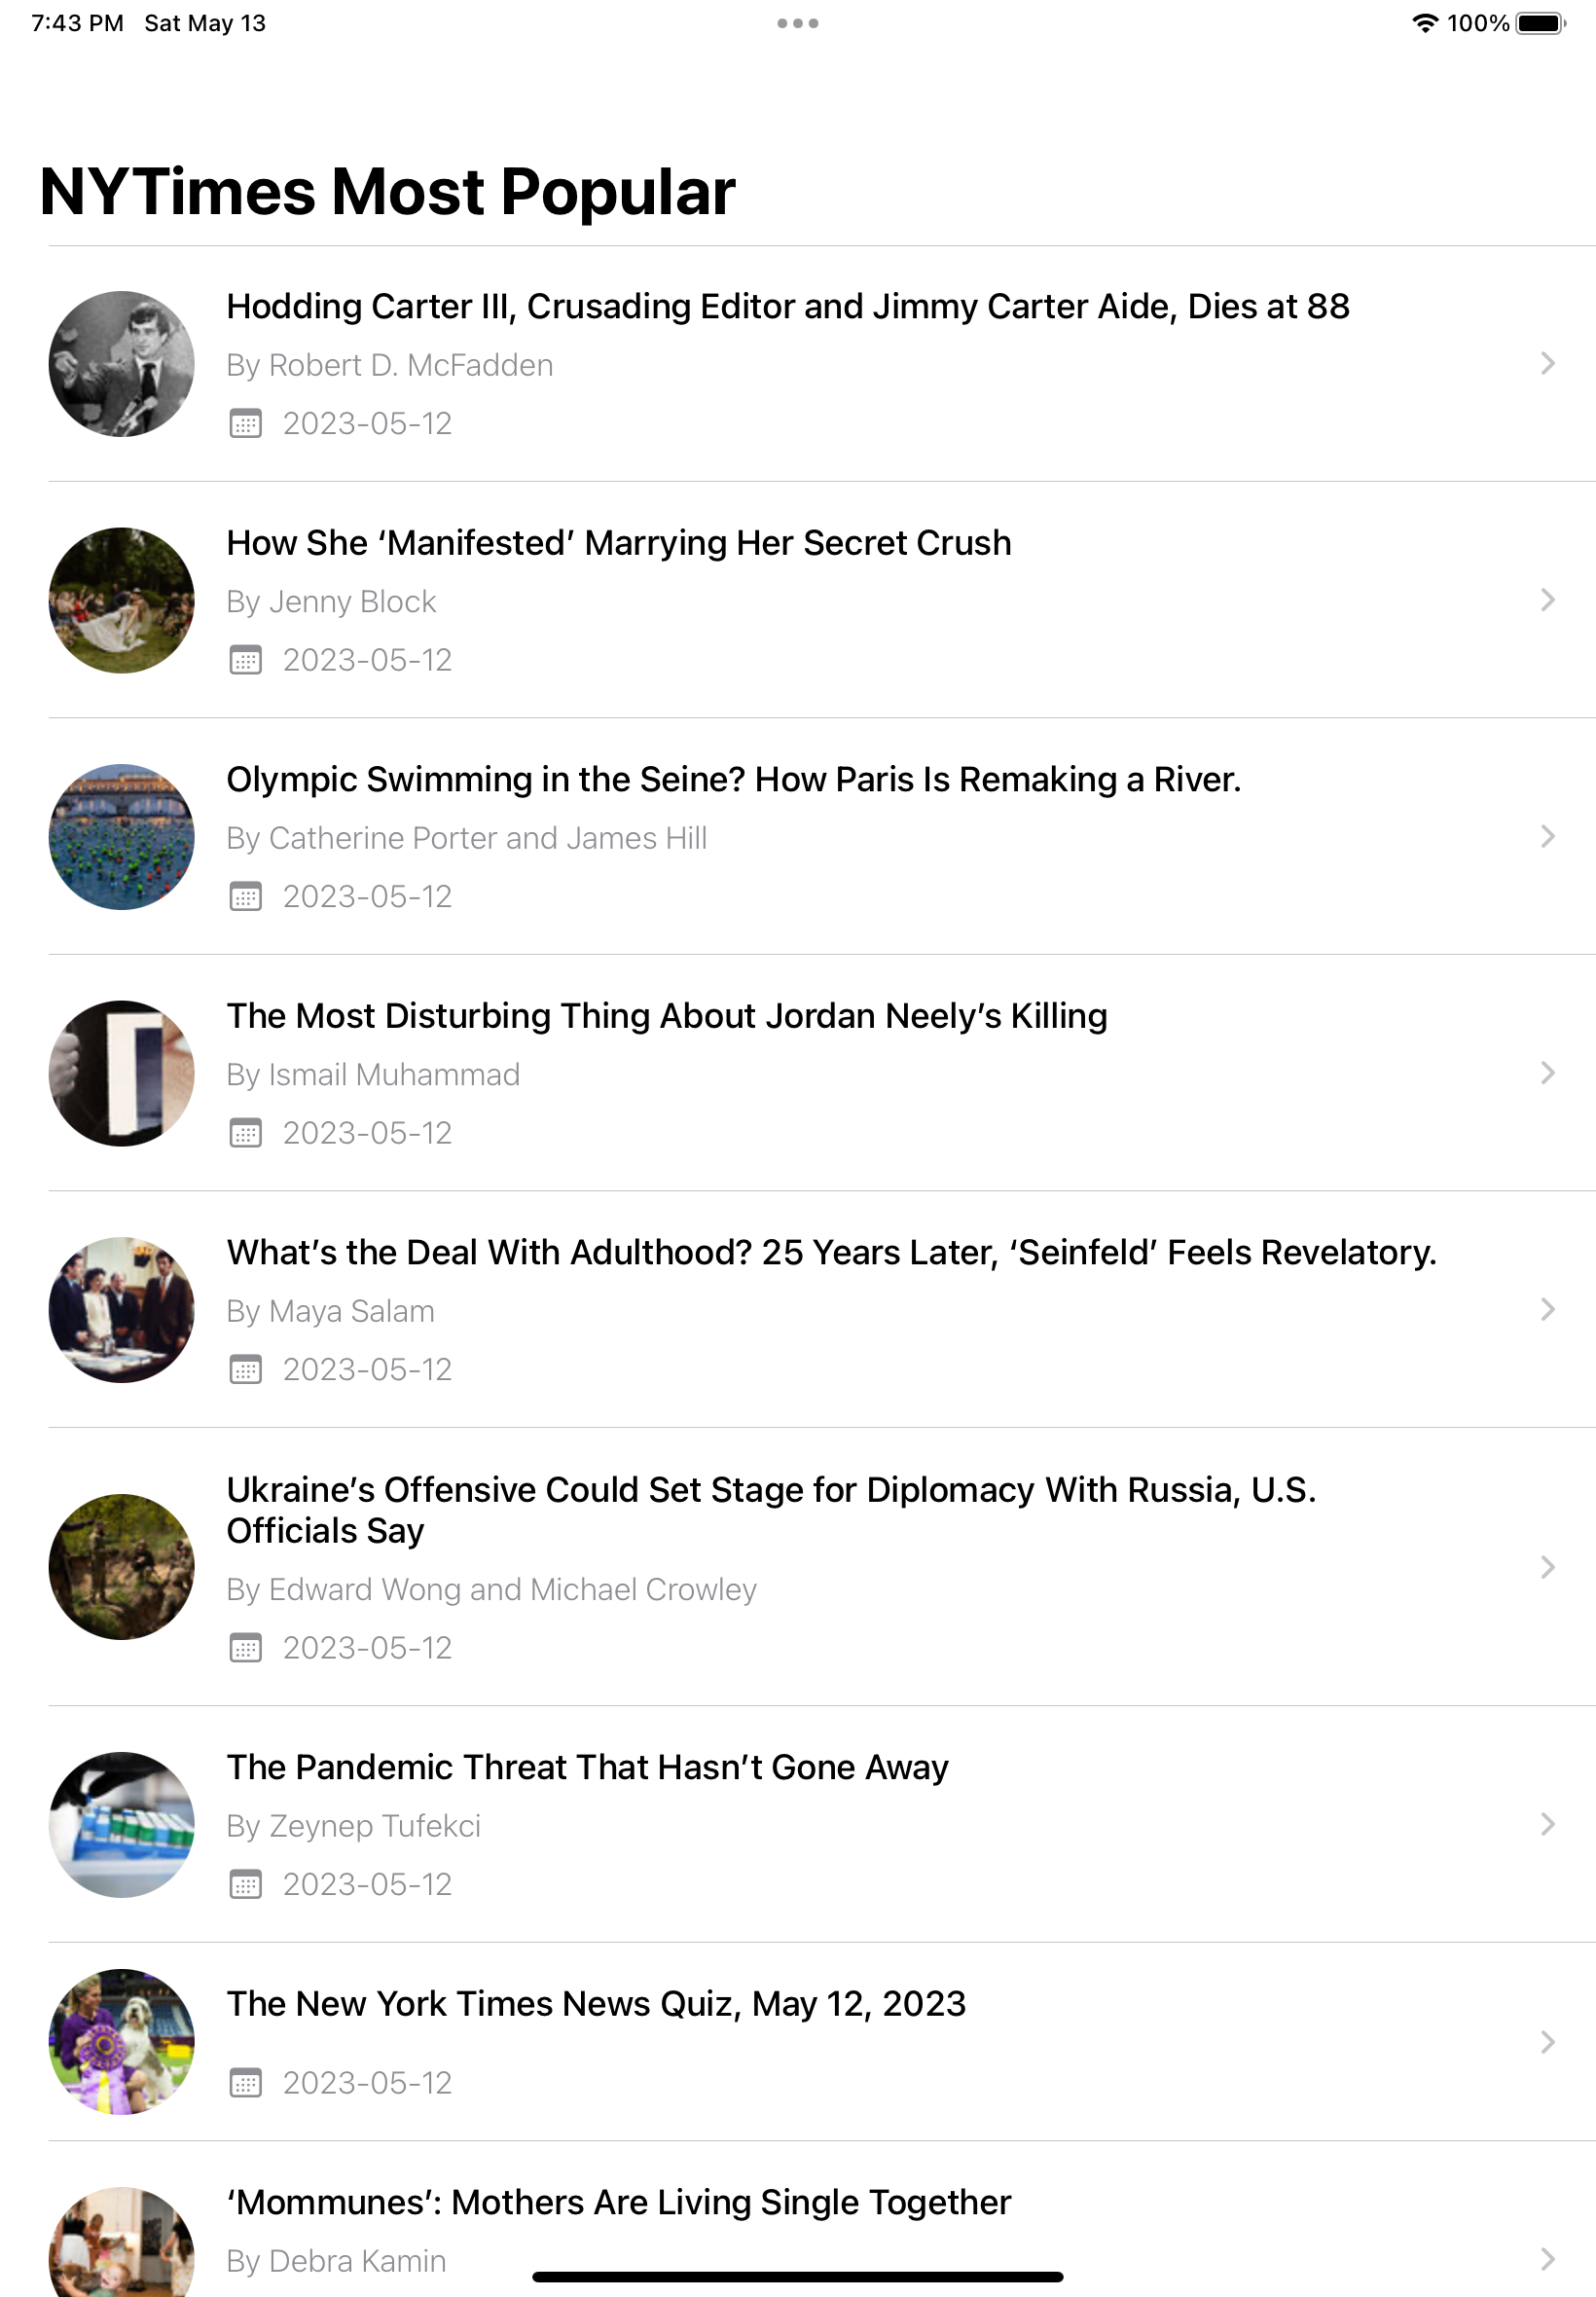 7:43 PM Sat May 13
100%
NYTimes Most Popular
Hodding Carter III, Crusading Editor and Jimmy Carter Aide, Dies at 88
By Robert D. McFadden
2023-05-12
How She ‘Manifested’ Marrying Her Secret Crush
By Jenny Block
2023-05-12
Olympic Swimming in the Seine? How Paris Is Remaking a River.
By Catherine Porter and James Hill
2023-05-12
The Most Disturbing Thing About Jordan Neely’s Killing
By Ismail Muhammad
2023-05-12
What’s the Deal With Adulthood? 25 Years Later, ‘Seinfeld’ Feels Revelatory.
By Maya Salam
2023-05-12
Ukraine’s Offensive Could Set Stage for Diplomacy With Russia, U.S.
Officials Say
By Edward Wong and Michael Crowley
2023-05-12
The Pandemic Threat That Hasn’t Gone Away
By Zeynep Tufekci
2023-05-12
The New York Times News Quiz, May 12, 2023
2023-05-12
‘Mommunes’: Mothers Are Living Single Together
By Debra Kamin